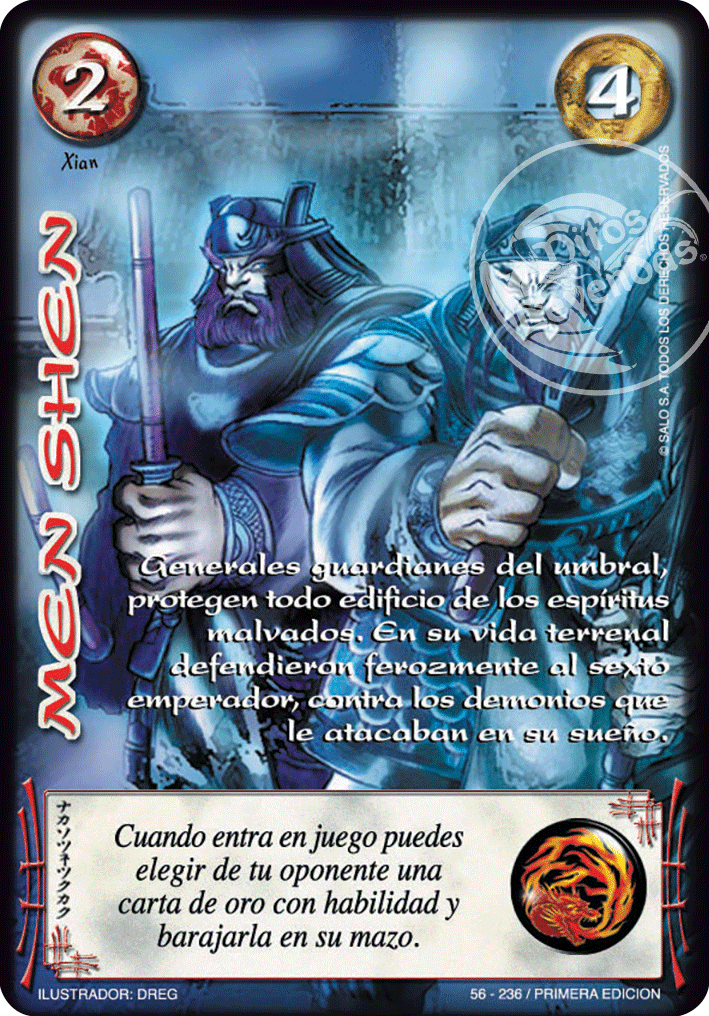 2
4
Xian
Mitos y Leyendas
®
© SALO S.A. TODOS LOS DERECHOS RESERVADOS
MEN SHEN
Generales guardianes del umbral,
protegen todo edificio de los espíritus
malvados. En su vida terrenal
defendieron ferozmente al sexto
emperador, contra los demonios que
le atacaban en su sueño.
ナカソツネツクカク
Cuando entra en juego puedes
elegir de tu oponente una
carta de oro con habilidad y
barajarla en su mazo.
ILUSTRADOR: DREG
56 - 236 / PRIMERA EDICION